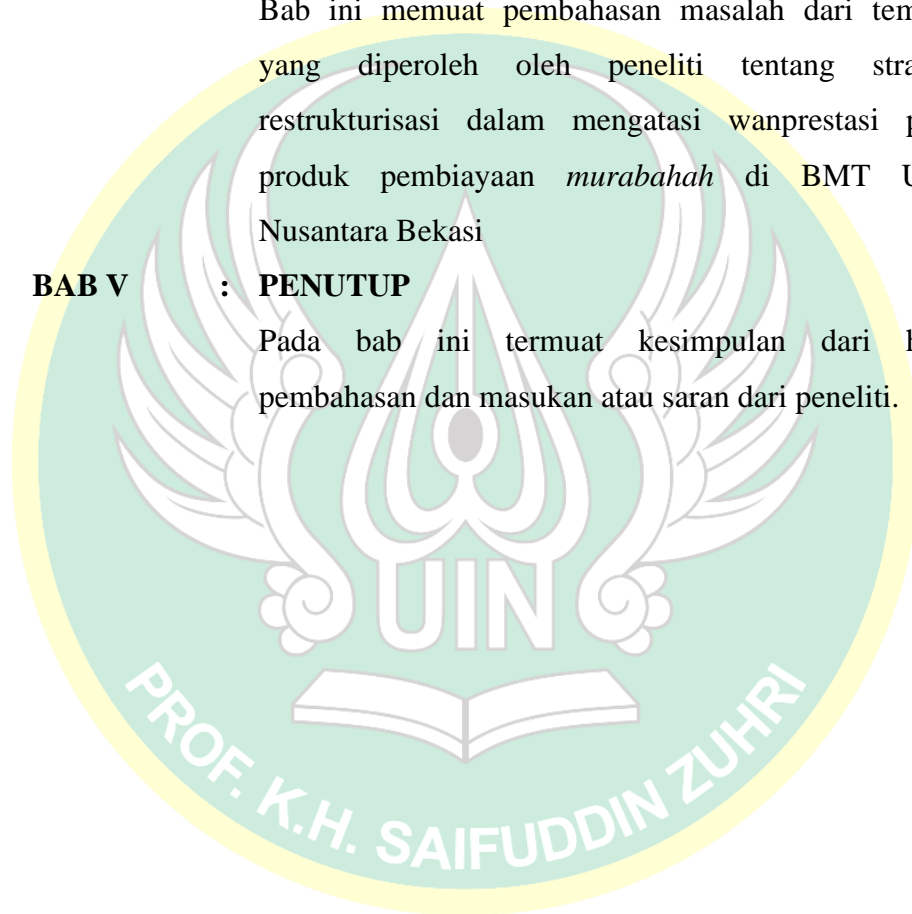 Bab ini memuat pembahasan masalah dari
yang diperoleh oleh peneliti tentang
restrukturisasi dalam mengatasi wanprestasi
produk pembiayaan murabahah di BMT
Nusantara Bekasi
BAB V : PENUTUP
Pada bab ini termuat kesimpulan dari
pembahasan dan masukan atau saran dari peneliti.
UIN
PROF. K.H. SAIFUDDIN ZUHRI